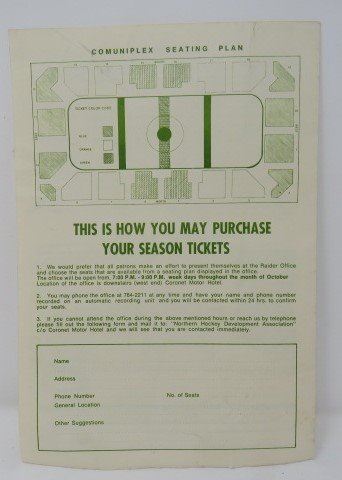 COMUNIPLEX SEATING PLAN
SOUTH
TICKET COLOR CODE
BLUE
ORANGE
GREEN
NORTH
THIS IS HOW YOU MAY PURCHASE
YOUR SEASON TICKETS
1. We would prefer that all patrons make an effort to present themselves at the Raider Office
and choose the seats that are available from a seating plan displayed in the office.
The office will be open from, 7:00 P.M. - 9:00 P.M. week days throughout the month of October
Location of the office is downstairs (west end) Coronet Motor Hotel.
2. You may phone the office at 764-2211 at any time and have your name and phone number
recorded on an automatic recording unit and you will be contacted within 24 hrs. to confirm
your seats.
3. If you cannot attend the office during the above mentioned hours or reach us by telephone
please fill out the following form and mail it to: "Northern Hockey Development Association"
c/o Coronet Motor Hotel and we will see that you are contacted immediately.
Name
Address
Phone Number No. of Seats
General Location
Other Suggestions